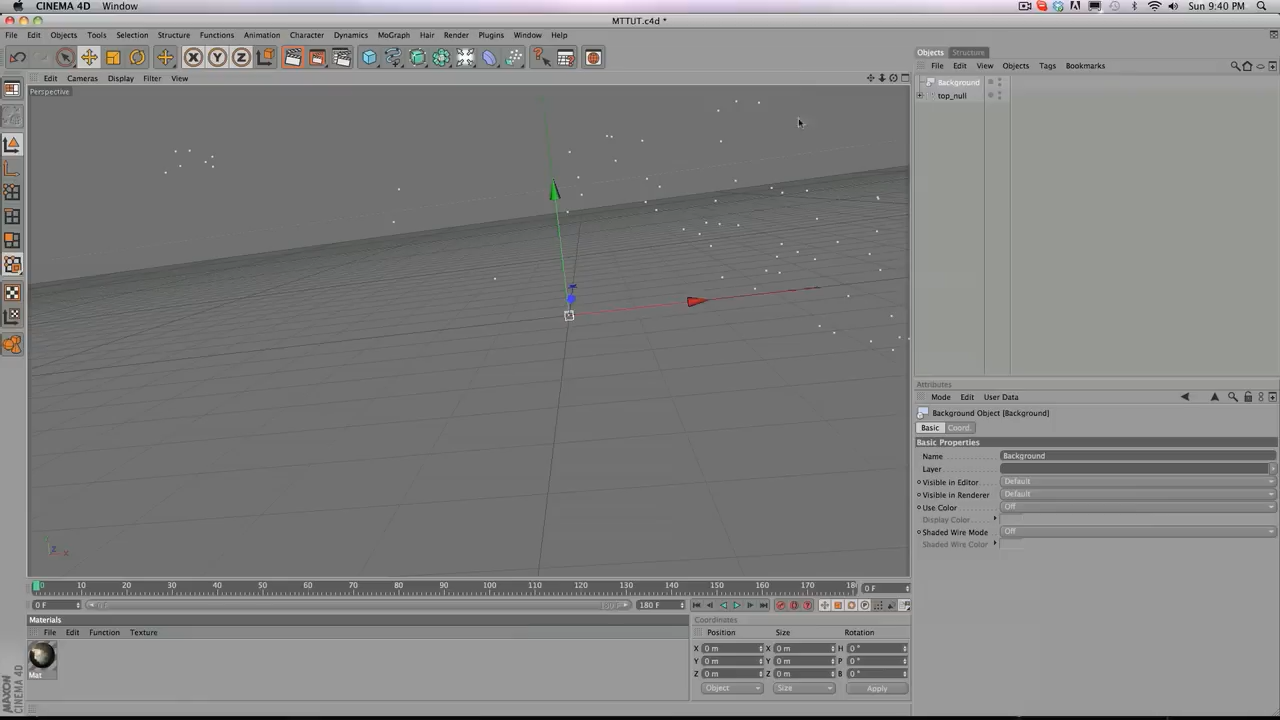 CINEMA 4D Window
Sun 9:40 PM
MTTUT.c4d *
File Edit Objects Tools Selection Structure Functions Animation Character Dynamics MoGraph Hair Render Plugins Window Help
Objects Structure
File Edit View Objects Tags Bookmarks
Background
top_null
Edit Cameras Display Filter View
Perspective
Attributes
Mode Edit User Data
Background Object [Background]
Basic Coord.
Basic Properties
Name Background
Layer
Visible in Editor Default
Visible in Renderer Default
Use Color Off
Display Color
Shaded Wire Mode Off
Shaded Wire Color
0 10 20 30 40 50 60 70 80 90 100 110 120 130 140 150 160 170 18 0 F
0 F 180 F
Materials
File Edit Function Texture
Mat
Coordinates
Position Size Rotation
X 0 m X 0 m H 0 °
Y 0 m Y 0 m P 0 °
Z 0 m Z 0 m B 0 °
Object Size Apply
MAXON CINEMA 4D